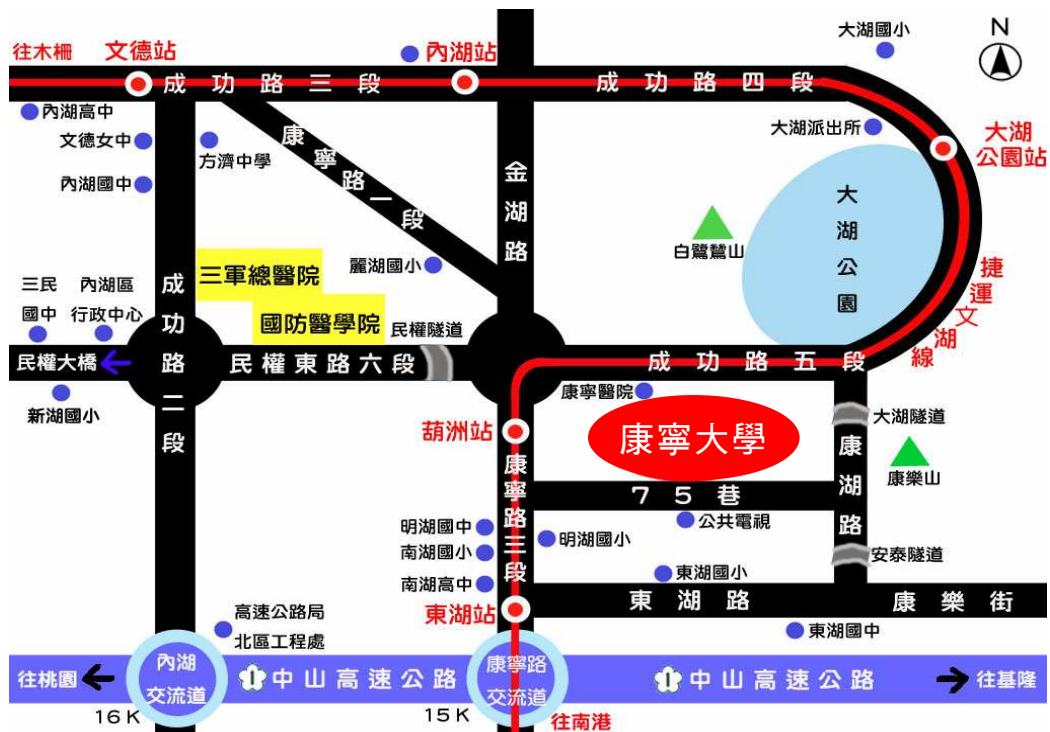 大湖國小
N
往木柵
文德站
內湖站
成功路三段
成功路四段
內湖高中
文德女中
方濟中學
內湖國中
康寧路一段
金湖路
大湖派出所
大湖
公園站
大湖公園
白鷺鷥山
捷運文湖線
三軍總醫院
國防醫學院
麗湖國小
三民
國中
內湖區
行政中心
成功路二段
民權隧道
民權大橋
民權東路六段
成功路五段
新湖國小
康寧醫院
葫洲站
康寧大學
大湖隧道
康湖路
康樂山
康寧路三段
75巷
公共電視
明湖國中
明湖國小
南湖國小
安泰隧道
南湖高中
東湖國小
東湖站
東湖路
康樂街
高速公路局
北區工程處
東湖國中
往桃園
內湖
交流道
1
中山高速公路
康寧路
交流道
1
中山高速公路
往基隆
16K
15K
往南港